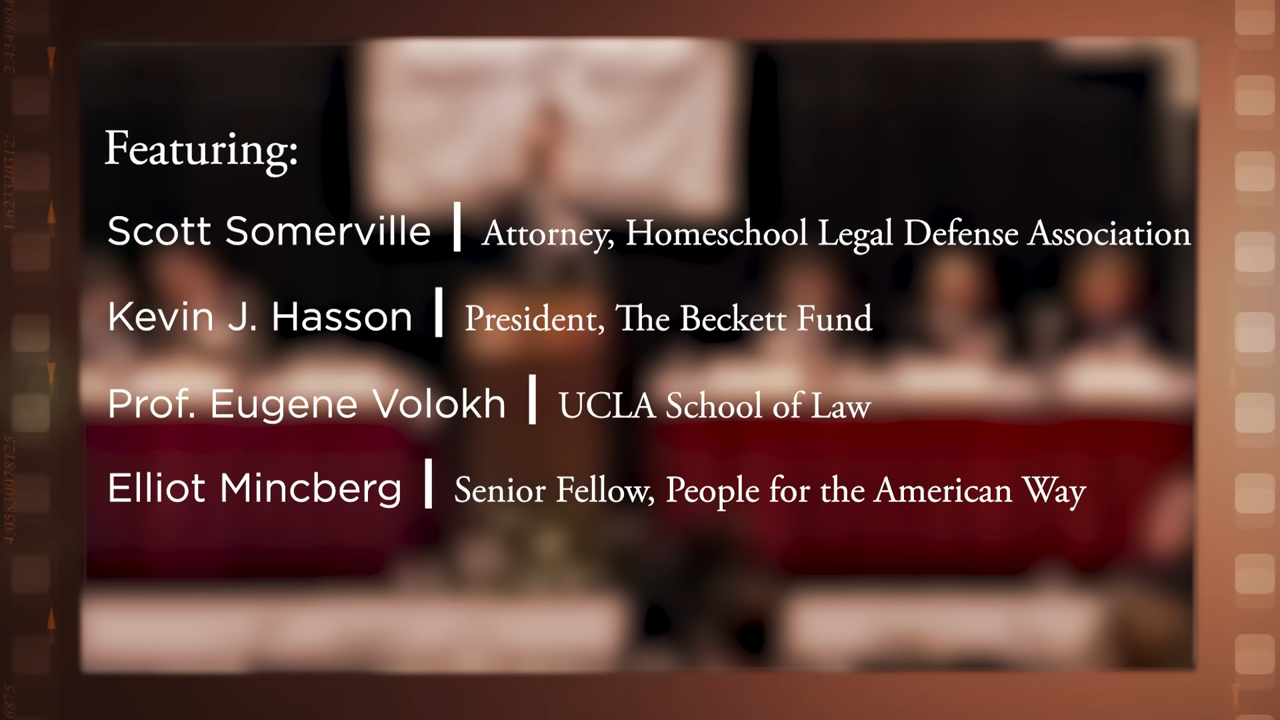 Featuring:
Scott Somerville | Attorney, Homeschool Legal Defense Association
Kevin J. Hasson | President, The Beckett Fund
Prof. Eugene Volokh | UCLA School of Law
Elliot Mincberg | Senior Fellow, People for the American Way